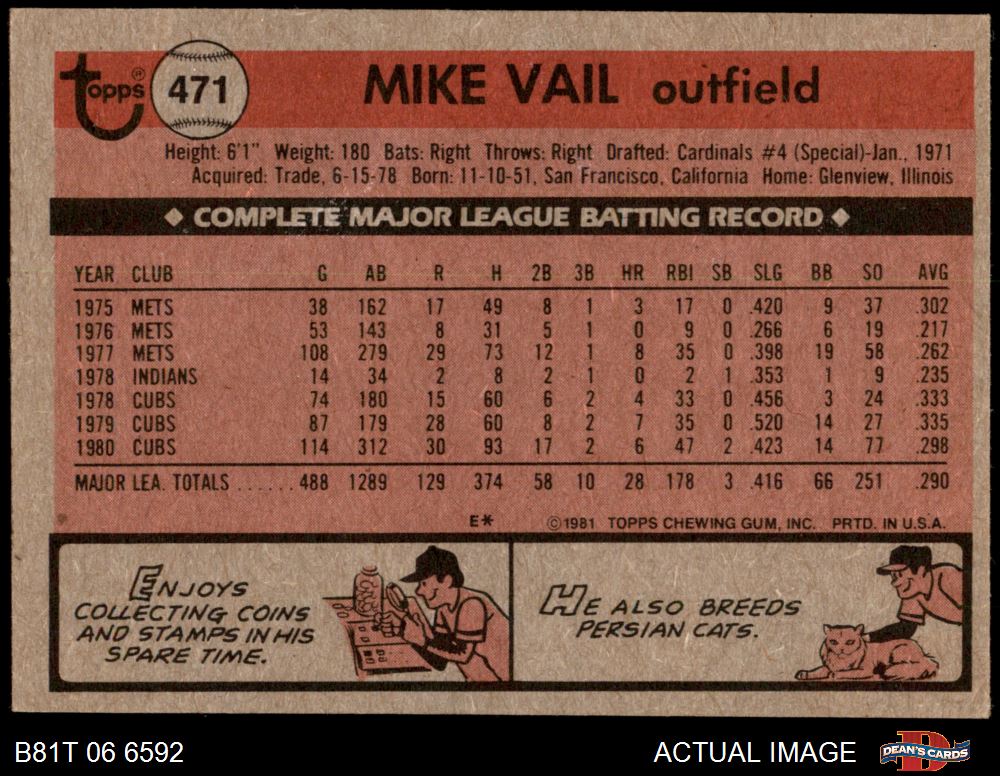 Topps® 471 MIKE VAIL outfield
Height: 6'1" Weight: 180 Bats: Right Throws: Right Drafted: Cardinals #4 (Special)-Jan., 1971
Acquired: Trade, 6-15-78 Born: 11-10-51, San Francisco, California Home: Glenview, Illinois
◆ COMPLETE MAJOR LEAGUE BATTING RECORD ◆
YEAR CLUB G AB R H 2B 3B HR RBI SB SLG BB SO AVG
1975 METS 38 162 17 49 8 1 3 17 0 .420 9 37 .302
1976 METS 53 143 8 31 5 1 0 9 0 .266 6 19 .217
1977 METS 108 279 29 73 12 1 8 35 0 .398 19 58 .262
1978 INDIANS 14 34 2 8 2 1 0 2 1 .353 1 9 .235
1978 CUBS 74 180 15 60 6 2 4 33 0 .456 3 24 .333
1979 CUBS 87 179 28 60 8 2 7 35 0 .520 14 27 .335
1980 CUBS 114 312 30 93 17 2 6 47 2 .423 14 77 .298
MAJOR LEA. TOTALS ...... 488 1289 129 374 58 10 28 178 3 .416 66 251 .290
E* ©1981 TOPPS CHEWING GUM, INC. PRTD. IN U.S.A.
ENJOYS
COLLECTING COINS
AND STAMPS IN HIS
SPARE TIME.
HE ALSO BREEDS
PERSIAN CATS.
B81T 06 6592 ACTUAL IMAGE DEAN'S CARDS